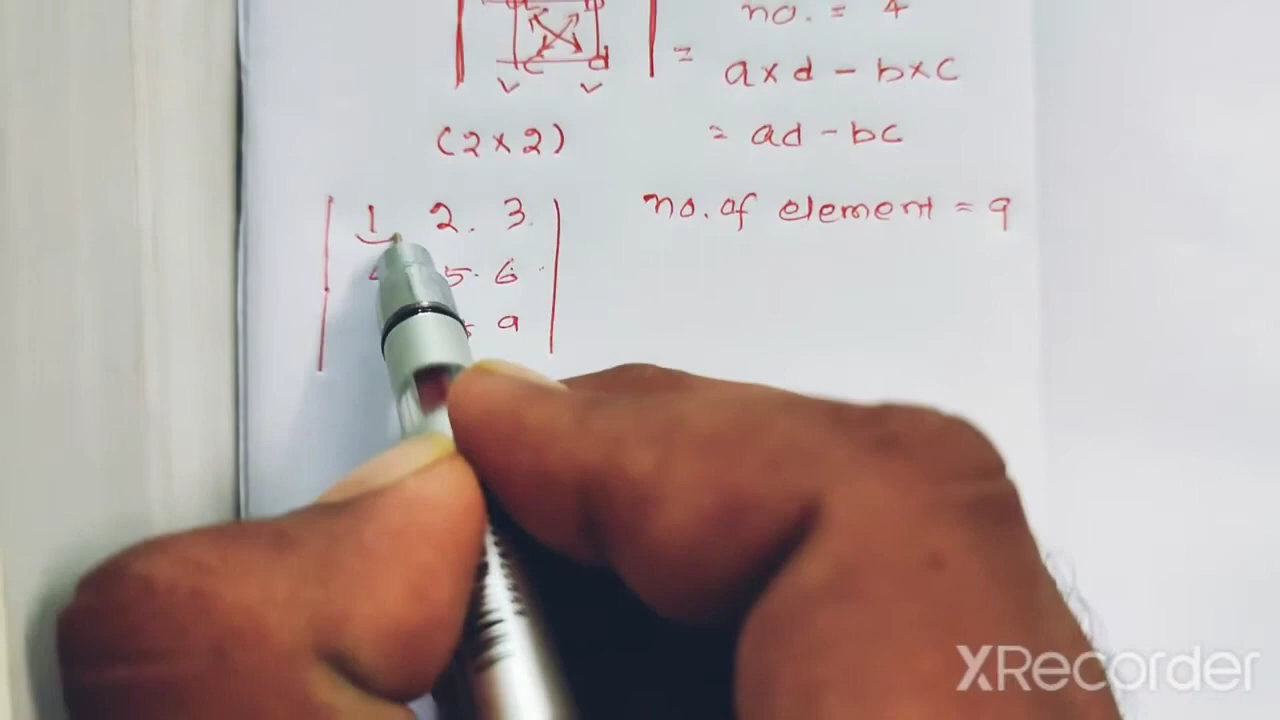 no. = 4
= a×d - b×c
c d
(2×2) = ad - bc
1 2. 3. no. of element = 9
5. 6
9
XRecorder